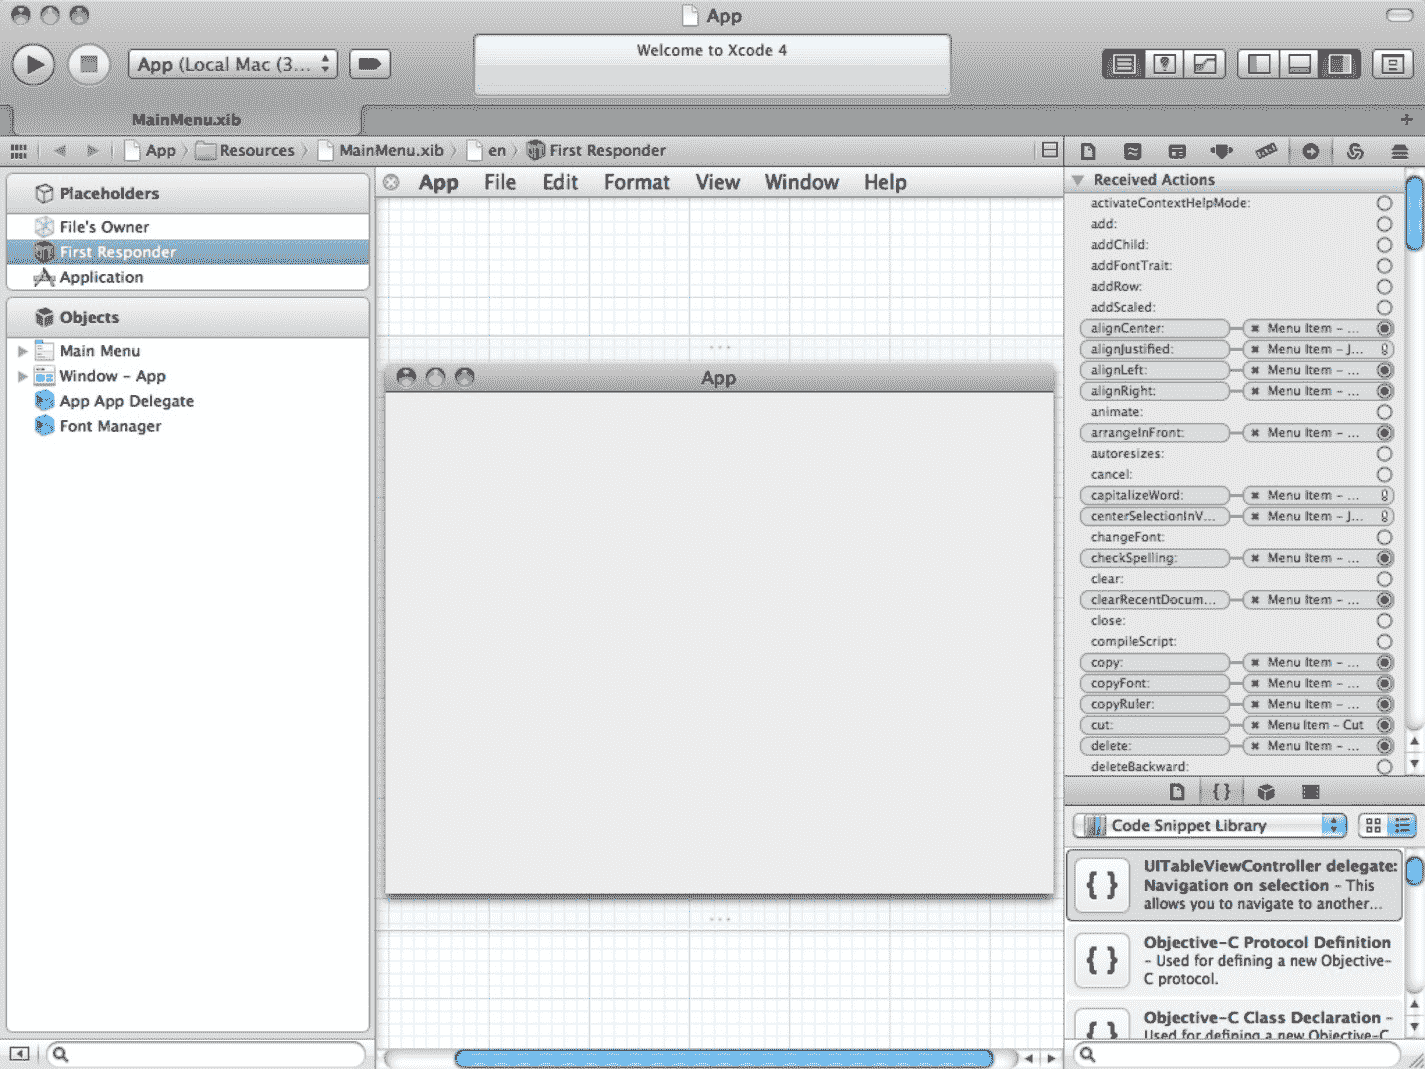 App
App (Local Mac (3...
Welcome to Xcode 4
MainMenu.xib
App
Resources
MainMenu.xib
en
First Responder
Placeholders
File's Owner
First Responder
Application
Objects
Main Menu
Window - App
App App Delegate
Font Manager
App File Edit Format View Window Help
App
Received Actions
activateContextHelpMode:
add:
addChild:
addFontTrait:
addRow:
addScaled:
alignCenter: Menu Item - ...
alignJustified: Menu Item - J...
alignLeft: Menu Item - ...
alignRight: Menu Item - ...
animate:
arrangeInFront: Menu Item - ...
autoresizes:
cancel:
capitalizeWord: Menu Item - ...
centerSelectionInV... Menu Item - J...
changeFont:
checkSpelling: Menu Item - ...
clear:
clearRecentDocum... Menu Item - ...
close:
compileScript:
copy: Menu Item - ...
copyFont: Menu Item - ...
copyRuler: Menu Item - ...
cut: Menu Item - Cut
delete: Menu Item - ...
deleteBackward:
Code Snippet Library
UITableViewController delegate:
Navigation on selection - This
allows you to navigate to another...
Objective-C Protocol Definition
- Used for defining a new Objective-
C protocol.
Objective-C Class Declaration -
Used for defining a new Objective-C